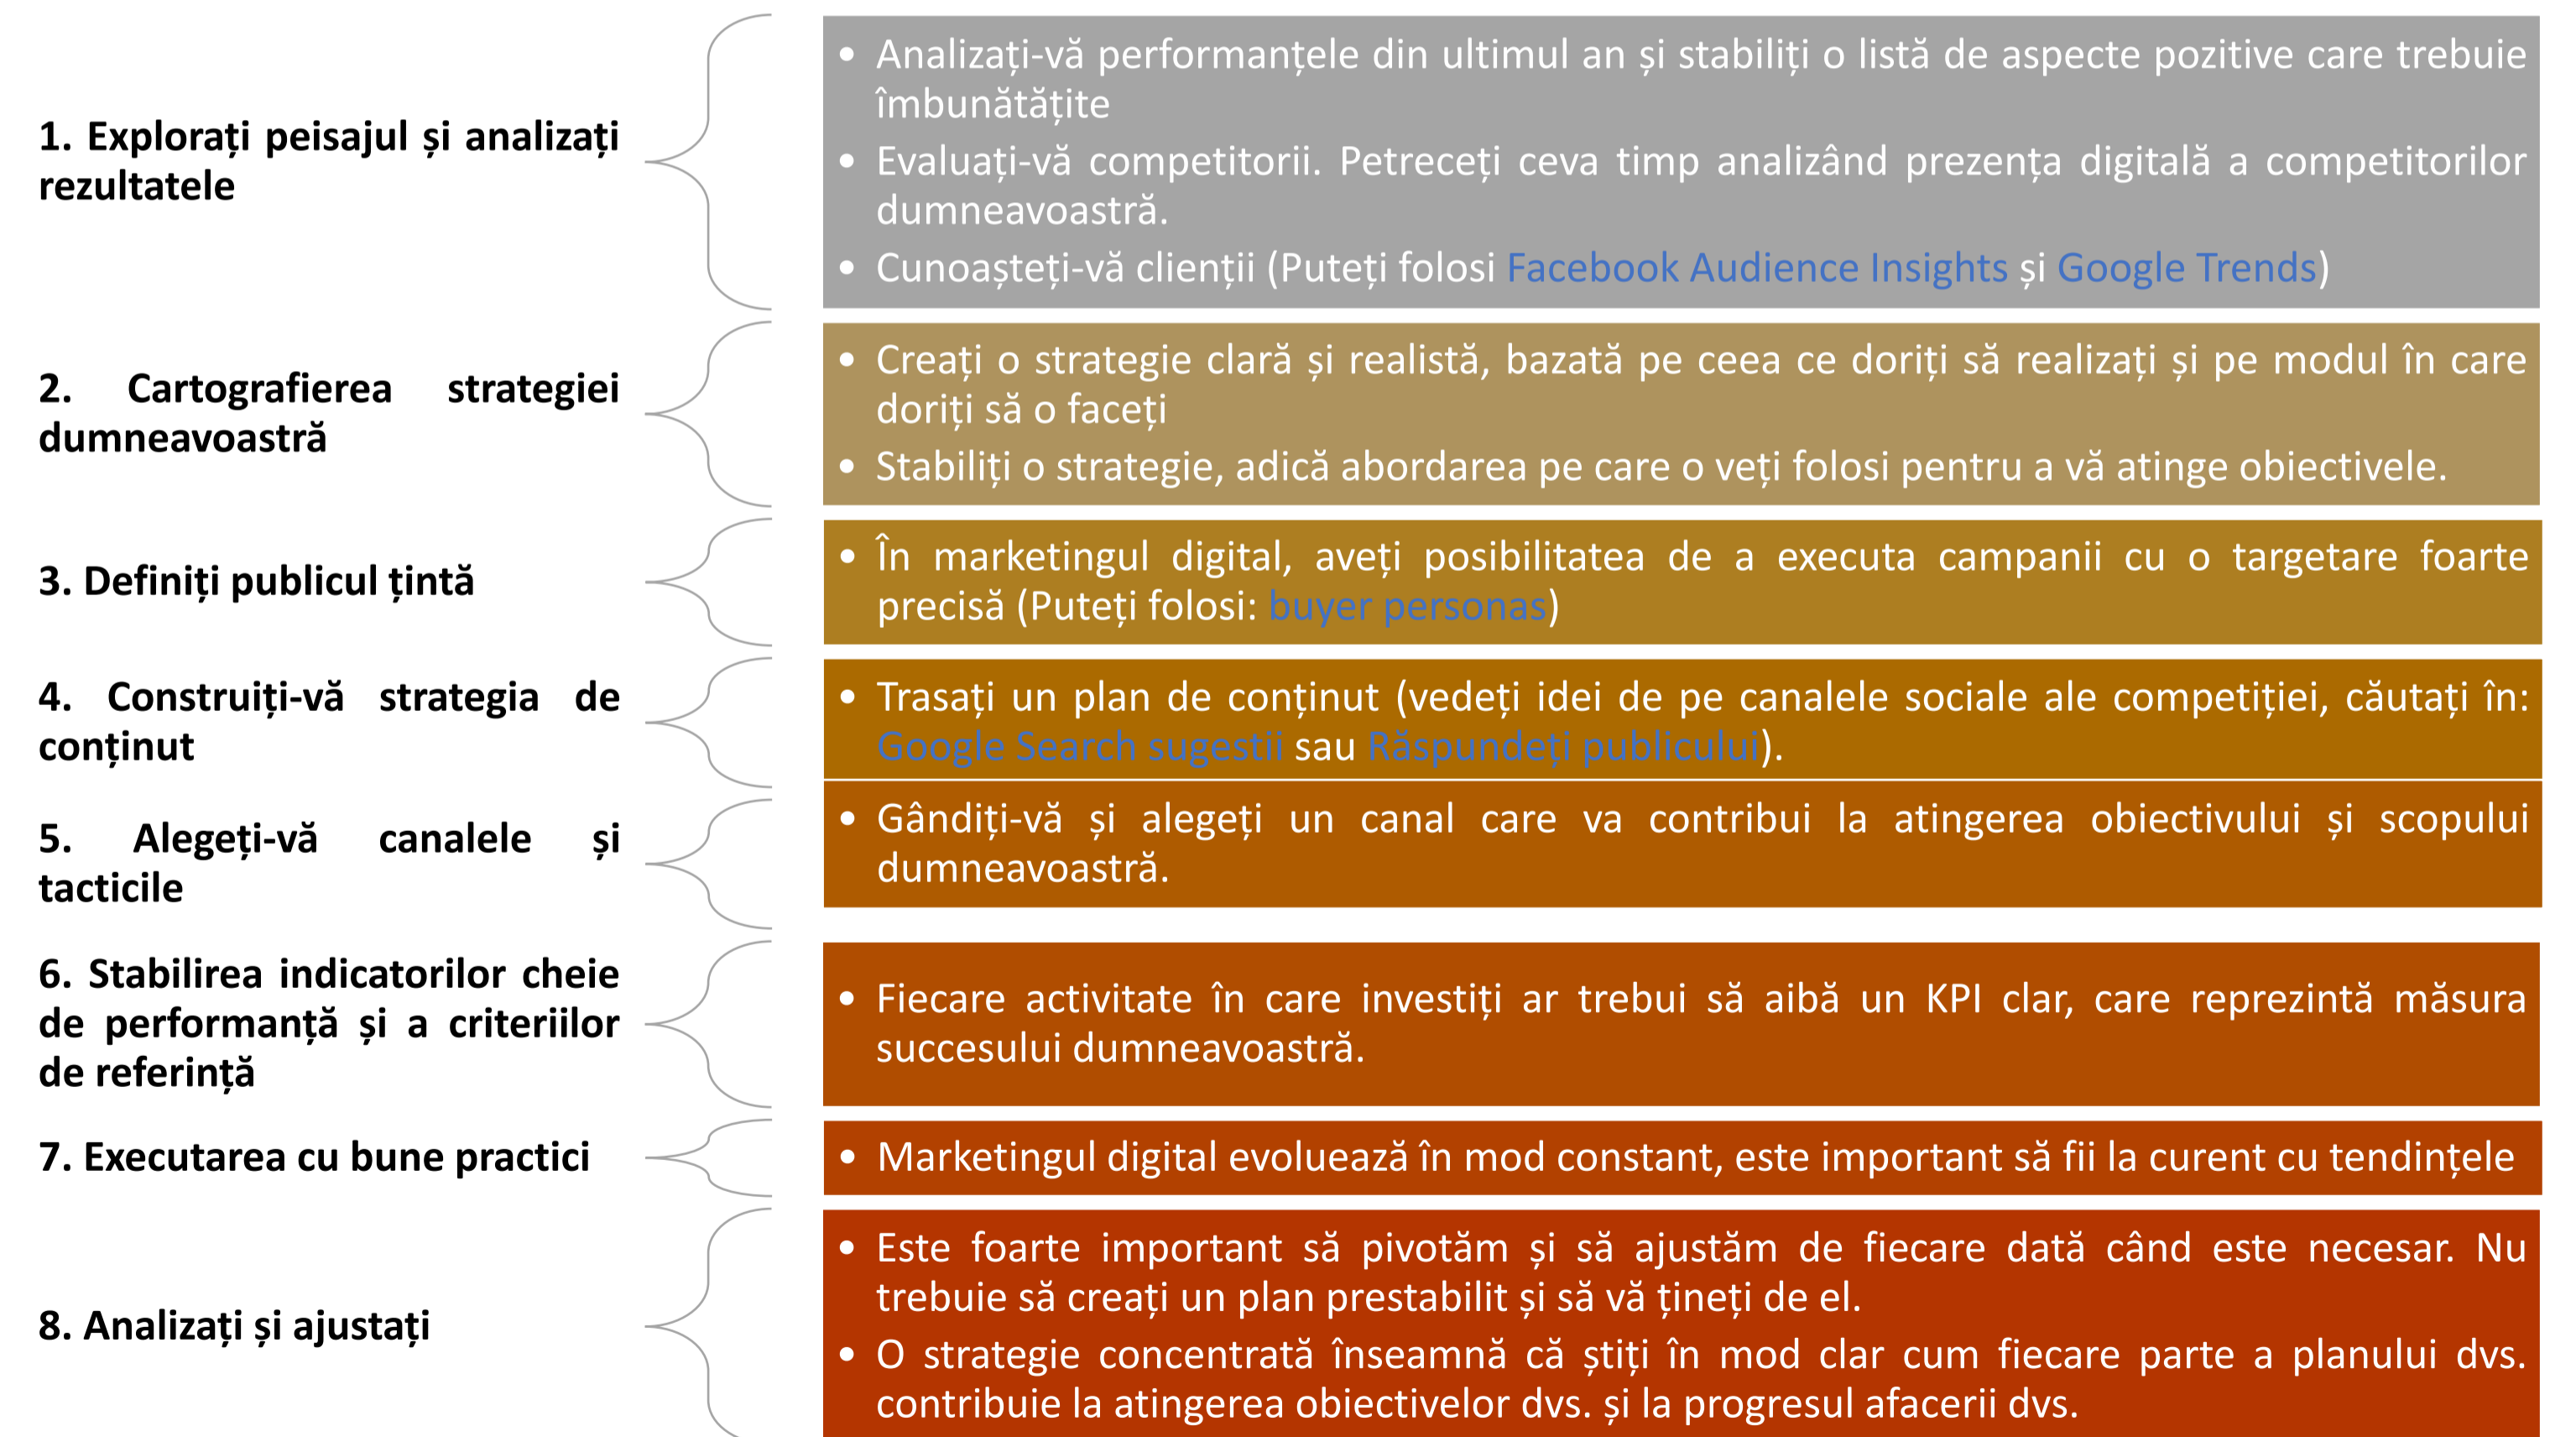 1. Explorați peisajul și analizați
rezultatele
• Analizați-vă performanțele din ultimul an și stabiliți o listă de aspecte pozitive care trebuie
îmbunătățite
• Evaluați-vă competitorii. Petreceți ceva timp analizând prezența digitală a competitorilor
dumneavoastră.
• Cunoașteți-vă clienții (Puteți folosi Facebook Audience Insights și Google Trends)
2. Cartografierea strategiei
dumneavoastră
• Creați o strategie clară și realistă, bazată pe ceea ce doriți să realizați și pe modul în care
doriți să o faceți
• Stabiliți o strategie, adică abordarea pe care o veți folosi pentru a vă atinge obiectivele.
3. Definiți publicul țintă
• În marketingul digital, aveți posibilitatea de a executa campanii cu o targetare foarte
precisă (Puteți folosi: buyer personas)
4. Construiți-vă strategia de
conținut
• Trasați un plan de conținut (vedeți idei de pe canalele sociale ale competiției, căutați în:
Google Search sugestii sau Răspundeți publicului).
5. Alegeți-vă canalele și
tacticile
• Gândiți-vă și alegeți un canal care va contribui la atingerea obiectivului și scopului
dumneavoastră.
6. Stabilirea indicatorilor cheie
de performanță și a criteriilor
de referință
• Fiecare activitate în care investiți ar trebui să aibă un KPI clar, care reprezintă măsura
succesului dumneavoastră.
7. Executarea cu bune practici
• Marketingul digital evoluează în mod constant, este important să fii la curent cu tendințele
8. Analizați și ajustați
• Este foarte important să pivotăm și să ajustăm de fiecare dată când este necesar. Nu
trebuie să creați un plan prestabilit și să vă țineți de el.
• O strategie concentrată înseamnă că știți în mod clar cum fiecare parte a planului dvs.
contribuie la atingerea obiectivelor dvs. și la progresul afacerii dvs.